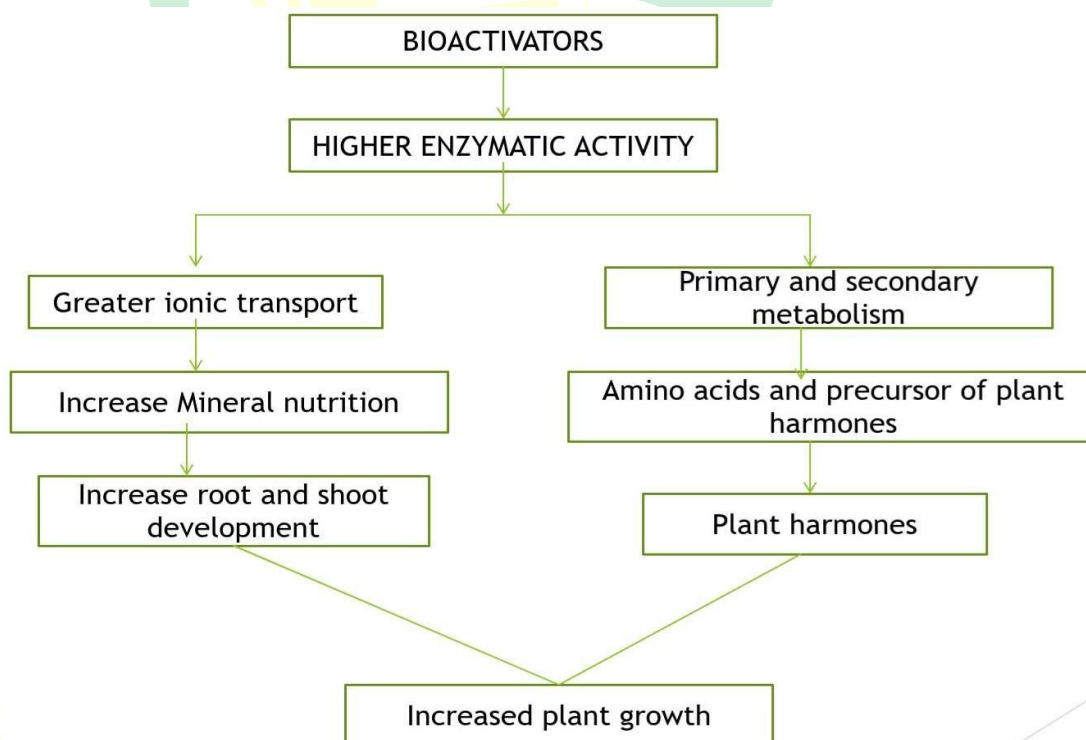 BIOACTIVATORS
HIGHER ENZYMATIC ACTIVITY
Greater ionic transport
Increase Mineral nutrition
Increase root and shoot
development
Primary and secondary
metabolism
Amino acids and precursor of plant
harmones
Plant harmones
Increased plant growth